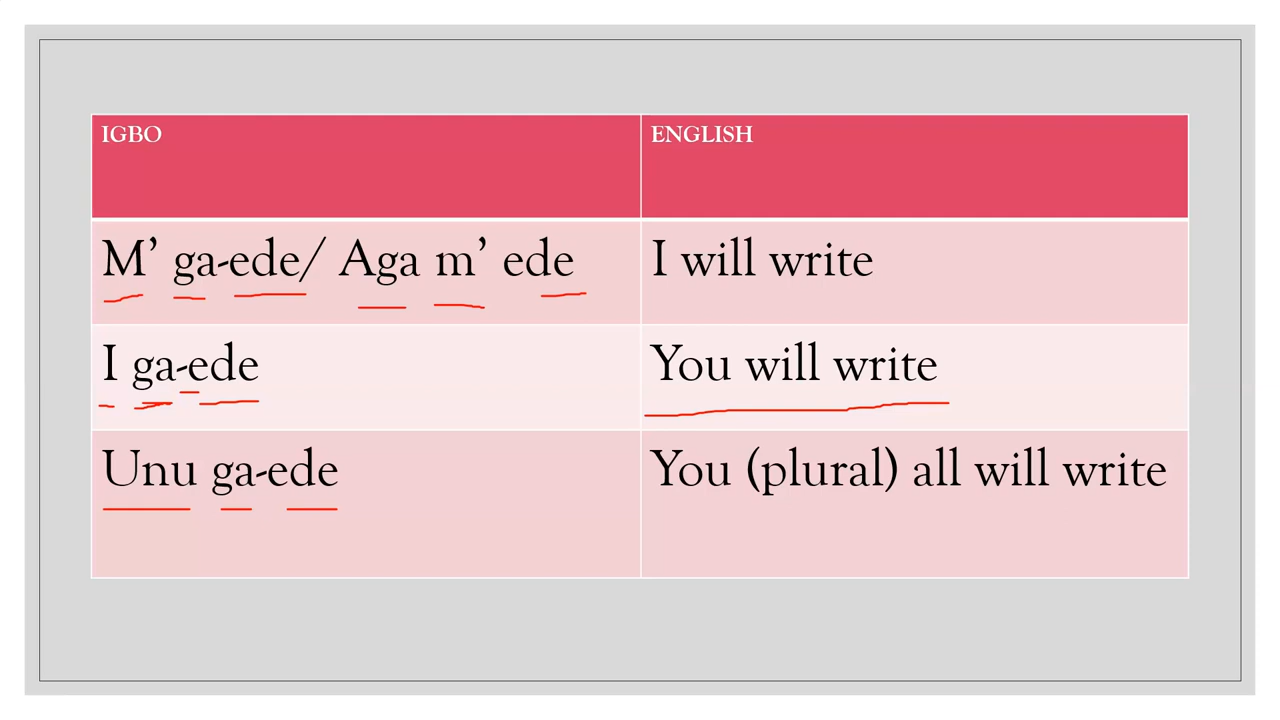 IGBO ENGLISH
M’ ga-ede/ Aga m’ ede I will write
I ga-ede You will write
Unu ga-ede You (plural) all will write